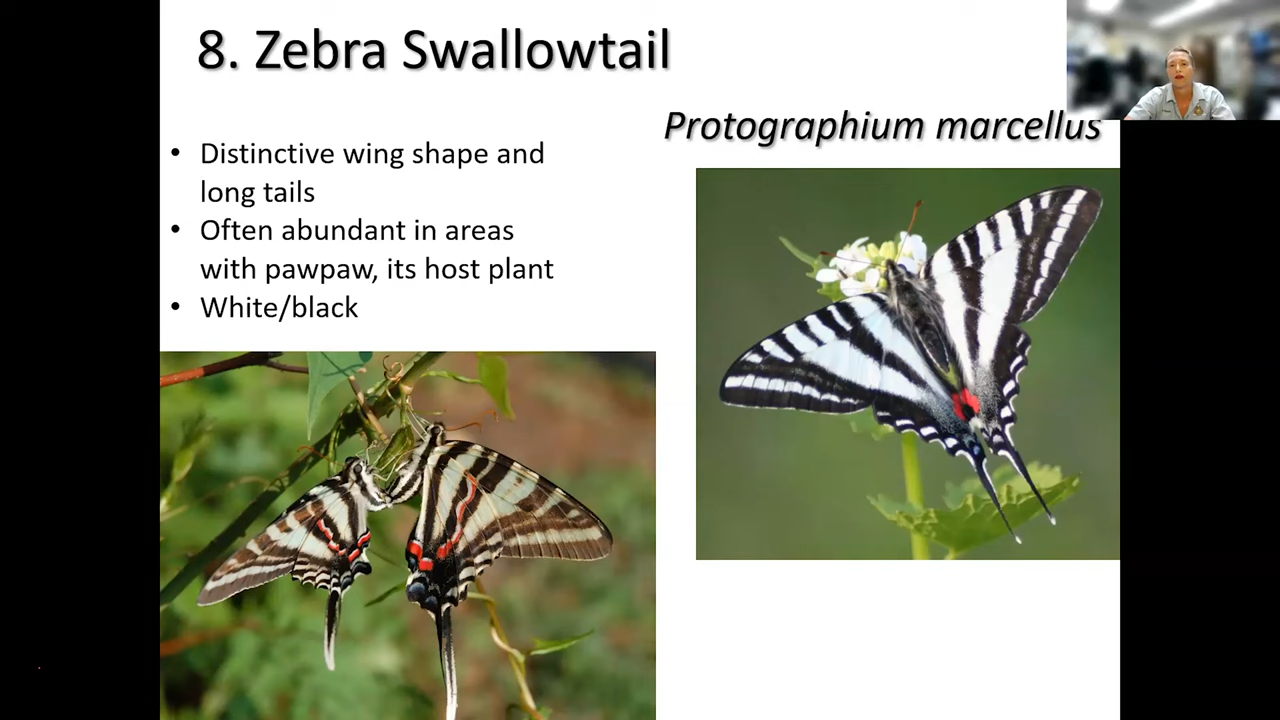 8. Zebra Swallowtail
Protographium marcellus
• Distinctive wing shape and
long tails
• Often abundant in areas
with pawpaw, its host plant
• White/black